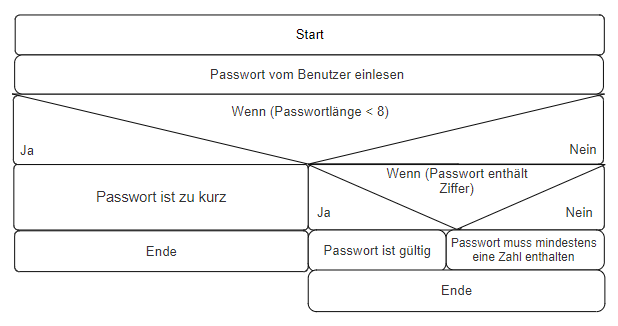 Start
Passwort vom Benutzer einlesen
Wenn (Passwortlänge < 8)
Ja
Nein
Passwort ist zu kurz
Wenn (Passwort enthält
Ziffer)
Ja
Nein
Ende
Passwort ist gültig
Passwort muss mindestens
eine Zahl enthalten
Ende